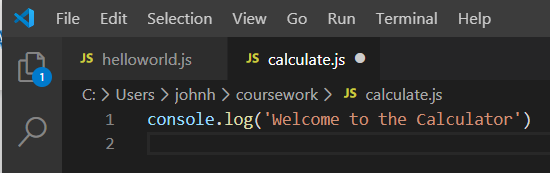 File Edit Selection View Go Run Terminal Help
JS helloworld.js JS calculate.js
1
C: > Users > johnh > coursework > JS calculate.js
1 console.log('Welcome to the Calculator')
2